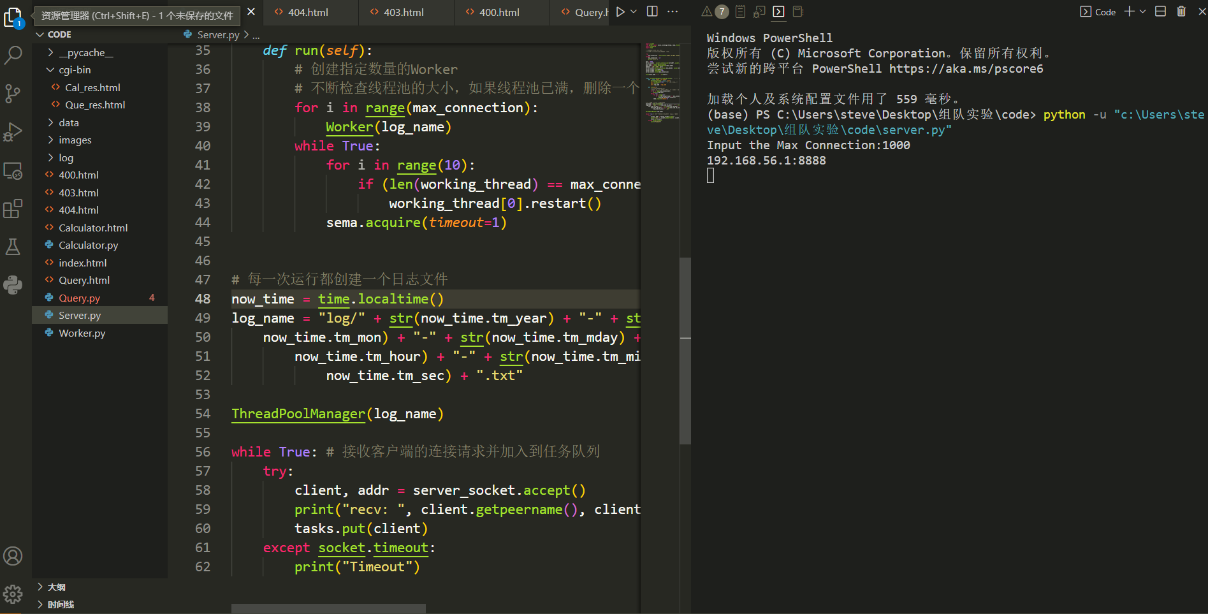 资源管理器 (Ctrl+Shift+E) - 1 个未保存的文件
404.html
403.html
400.html
Query.h
1
CODE
__pycache__
cgi-bin
Cal_res.html
Que_res.html
data
images
log
400.html
403.html
404.html
Calculator.html
Calculator.py
index.html
Query.html
Query.py 4
Server.py
Worker.py
大纲
时间线
Server.py > ...
35 def run(self):
36 # 创建指定数量的Worker
37 # 不断检查线程池的大小，如果线程池已满，删除一个
38 for i in range(max_connection):
39 Worker(log_name)
40 while True:
41 for i in range(10):
42 if (len(working_thread) == max_conne
43 working_thread[0].restart()
44 sema.acquire(timeout=1)
45
46
47 # 每一次运行都创建一个日志文件
48 now_time = time.localtime()
49 log_name = "log/" + str(now_time.tm_year) + "-" + st
50 now_time.tm_mon) + "-" + str(now_time.tm_mday) +
51 now_time.tm_hour) + "-" + str(now_time.tm_mi
52 now_time.tm_sec) + ".txt"
53
54 ThreadPoolManager(log_name)
55
56 while True: # 接收客户端的连接请求并加入到任务队列
57 try:
58 client, addr = server_socket.accept()
59 print("recv: ", client.getpeername(), client
60 tasks.put(client)
61 except socket.timeout:
62 print("Timeout")
?
Code
Windows PowerShell
版权所有 (C) Microsoft Corporation。保留所有权利。
尝试新的跨平台 PowerShell https://aka.ms/pscore6
加载个人及系统配置文件用了 559 毫秒。
(base) PS C:\Users\steve\Desktop\组队实验\code> python -u "c:\Users\ste
ve\Desktop\组队实验\code\server.py"
Input the Max Connection:1000
192.168.56.1:8888